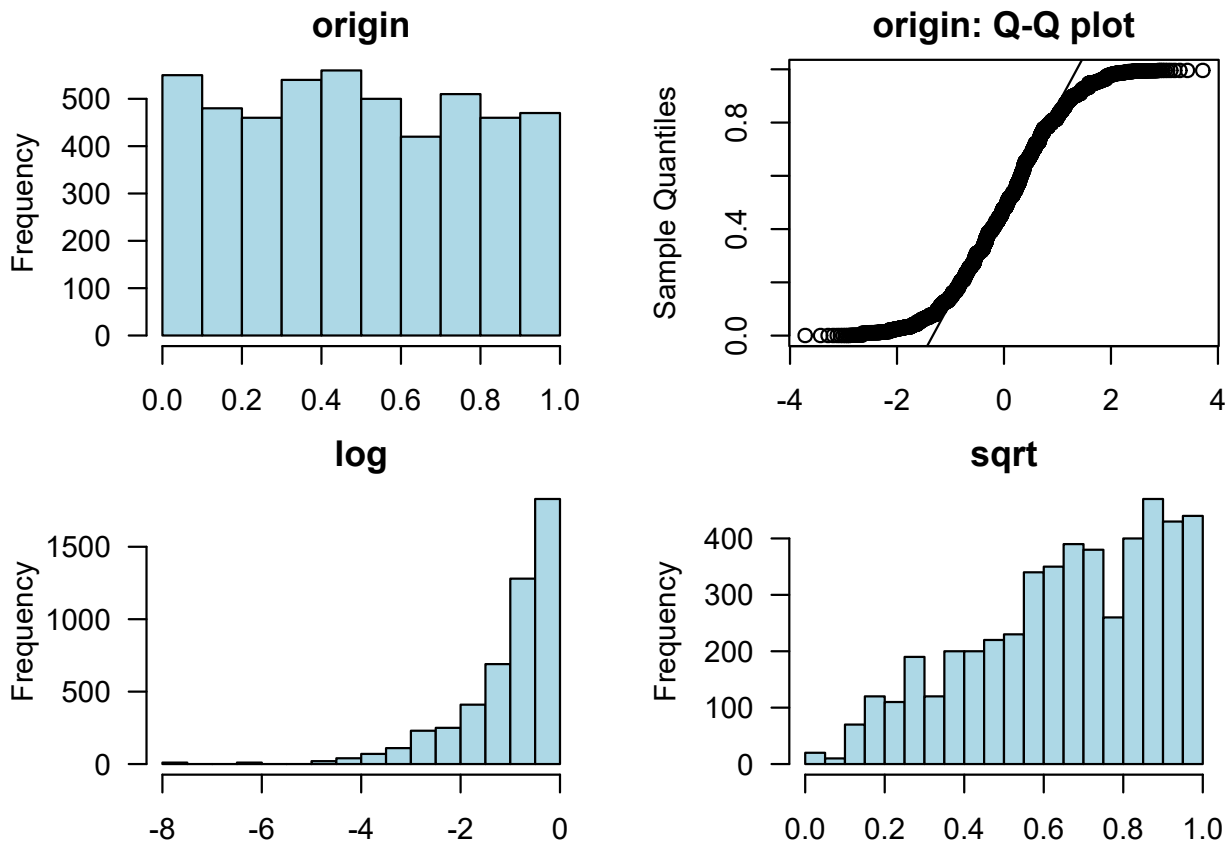 origin
Frequency
500
400
300
200
100
0
0.0 0.2 0.4 0.6 0.8 1.0
origin: Q-Q plot
Sample Quantiles
0.8
0.4
0.0
-4 -2 0 2 4
log
Frequency
1500
1000
500
0
-8 -6 -4 -2 0
sqrt
Frequency
400
300
200
100
0
0.0 0.2 0.4 0.6 0.8 1.0